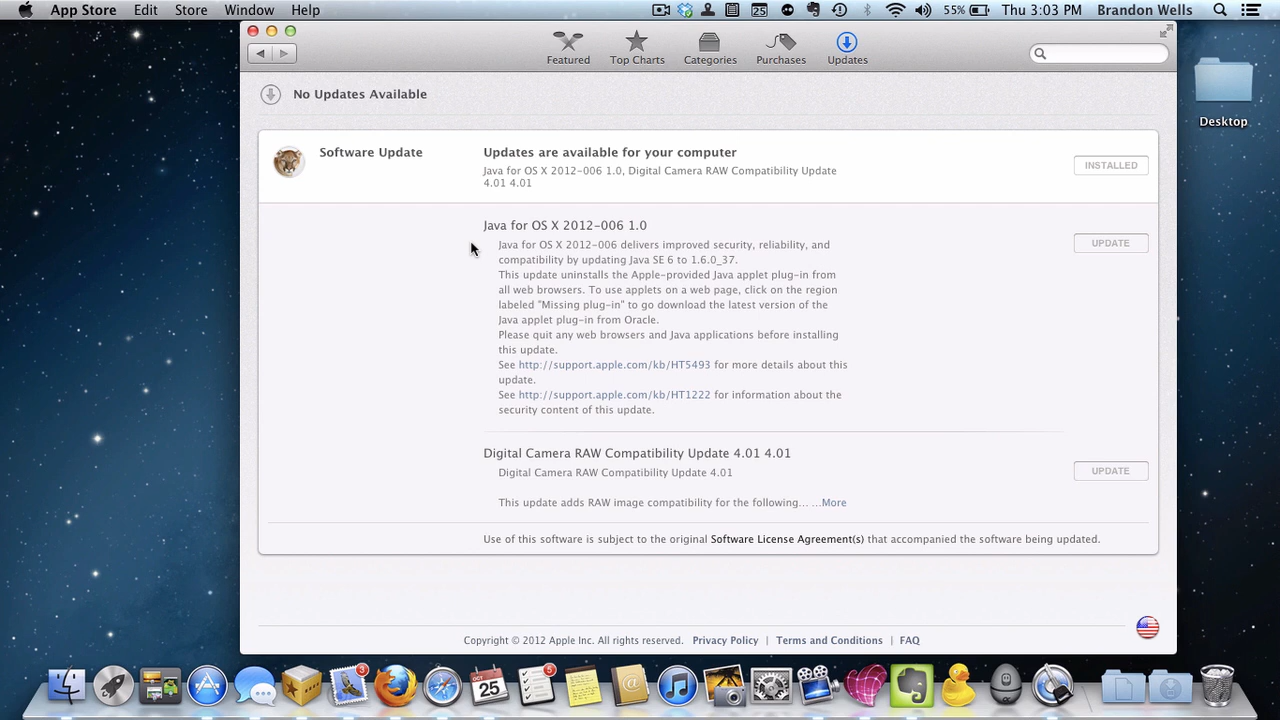 App Store Edit Store Window Help 25 55% Thu 3:03 PM Brandon Wells
Featured Top Charts Categories Purchases Updates
Desktop
No Updates Available
Software Update
Updates are available for your computer
Java for OS X 2012-006 1.0, Digital Camera RAW Compatibility Update
4.01 4.01
INSTALLED
Java for OS X 2012-006 1.0
UPDATE
Java for OS X 2012-006 delivers improved security, reliability, and
compatibility by updating Java SE 6 to 1.6.0_37.
This update uninstalls the Apple-provided Java applet plug-in from
all web browsers. To use applets on a web page, click on the region
labeled "Missing plug-in" to go download the latest version of the
Java applet plug-in from Oracle.
Please quit any web browsers and Java applications before installing
this update.
See http://support.apple.com/kb/HT5493 for more details about this
update.
See http://support.apple.com/kb/HT1222 for information about the
security content of this update.
Digital Camera RAW Compatibility Update 4.01 4.01
UPDATE
Digital Camera RAW Compatibility Update 4.01
This update adds RAW image compatibility for the following... ...More
Use of this software is subject to the original Software License Agreement(s) that accompanied the software being updated.
Copyright © 2012 Apple Inc. All rights reserved. Privacy Policy | Terms and Conditions | FAQ
3 OCT 25 5